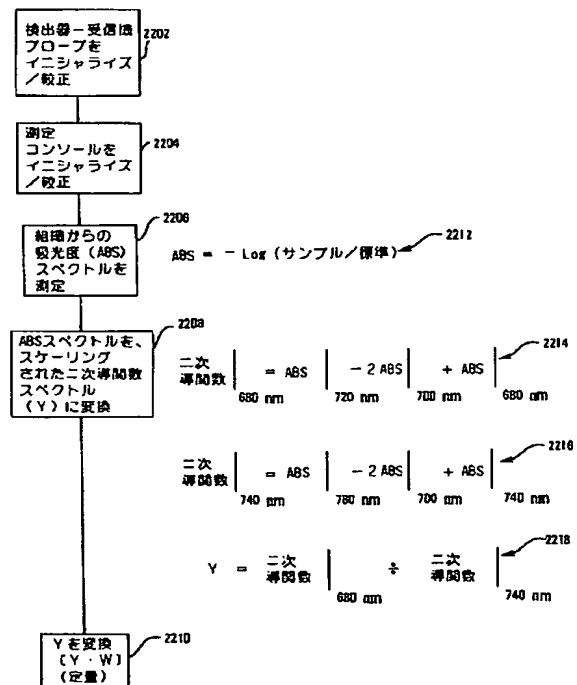 検出器－受信機
プローブを
イニシャライズ
／較正
2202
測定
コンソールを
イニシャライズ
／較正
2204
組織からの
吸光度（ABS）
スペクトルを
測定
2206
ABS = － Log（サンプル／標準）
2212
ABSスペクトルを、
スケーリング
された二次導関数
スペクトル
（Y）に変換
2208
二次
導関数 | = ABS | － 2 ABS | + ABS |
680 nm 720 nm 700 nm 680 nm
2214
二次
導関数 | = ABS | － 2 ABS | + ABS |
740 nm 780 nm 760 nm 740 nm
2216
Y = 二次
導関数 | ÷ 二次
導関数 |
680 nm 740 nm
2218
Yを変換
［Y・W］
（定量）
2210